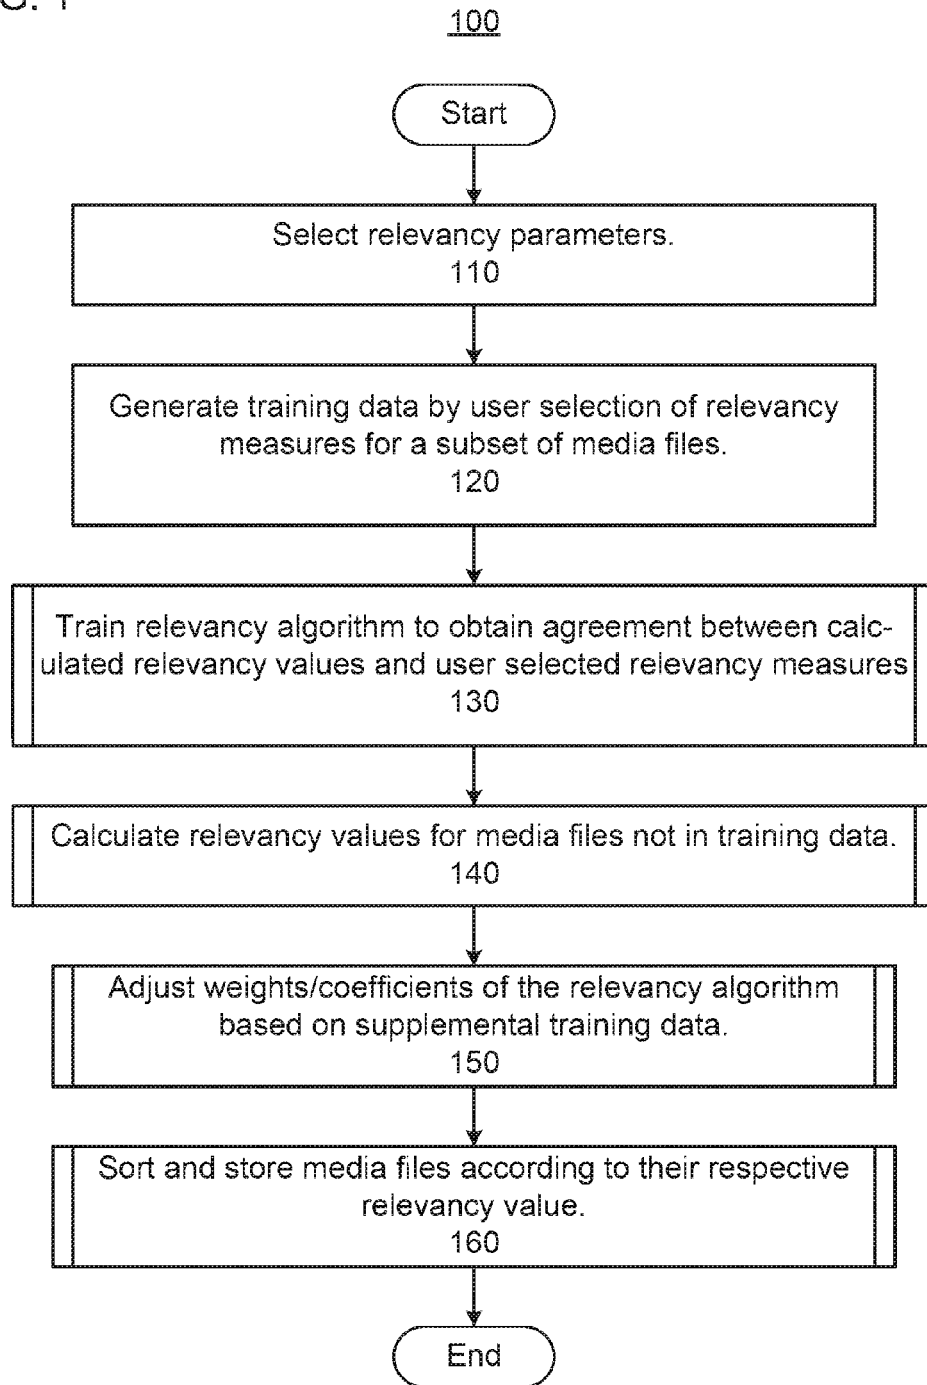 G. 1
100
Start
Select relevancy parameters.
110
Generate training data by user selection of relevancy
measures for a subset of media files.
120
Train relevancy algorithm to obtain agreement between calc-
ulated relevancy values and user selected relevancy measures
130
Calculate relevancy values for media files not in training data.
140
Adjust weights/coefficients of the relevancy algorithm
based on supplemental training data.
150
Sort and store media files according to their respective
relevancy value.
160
End